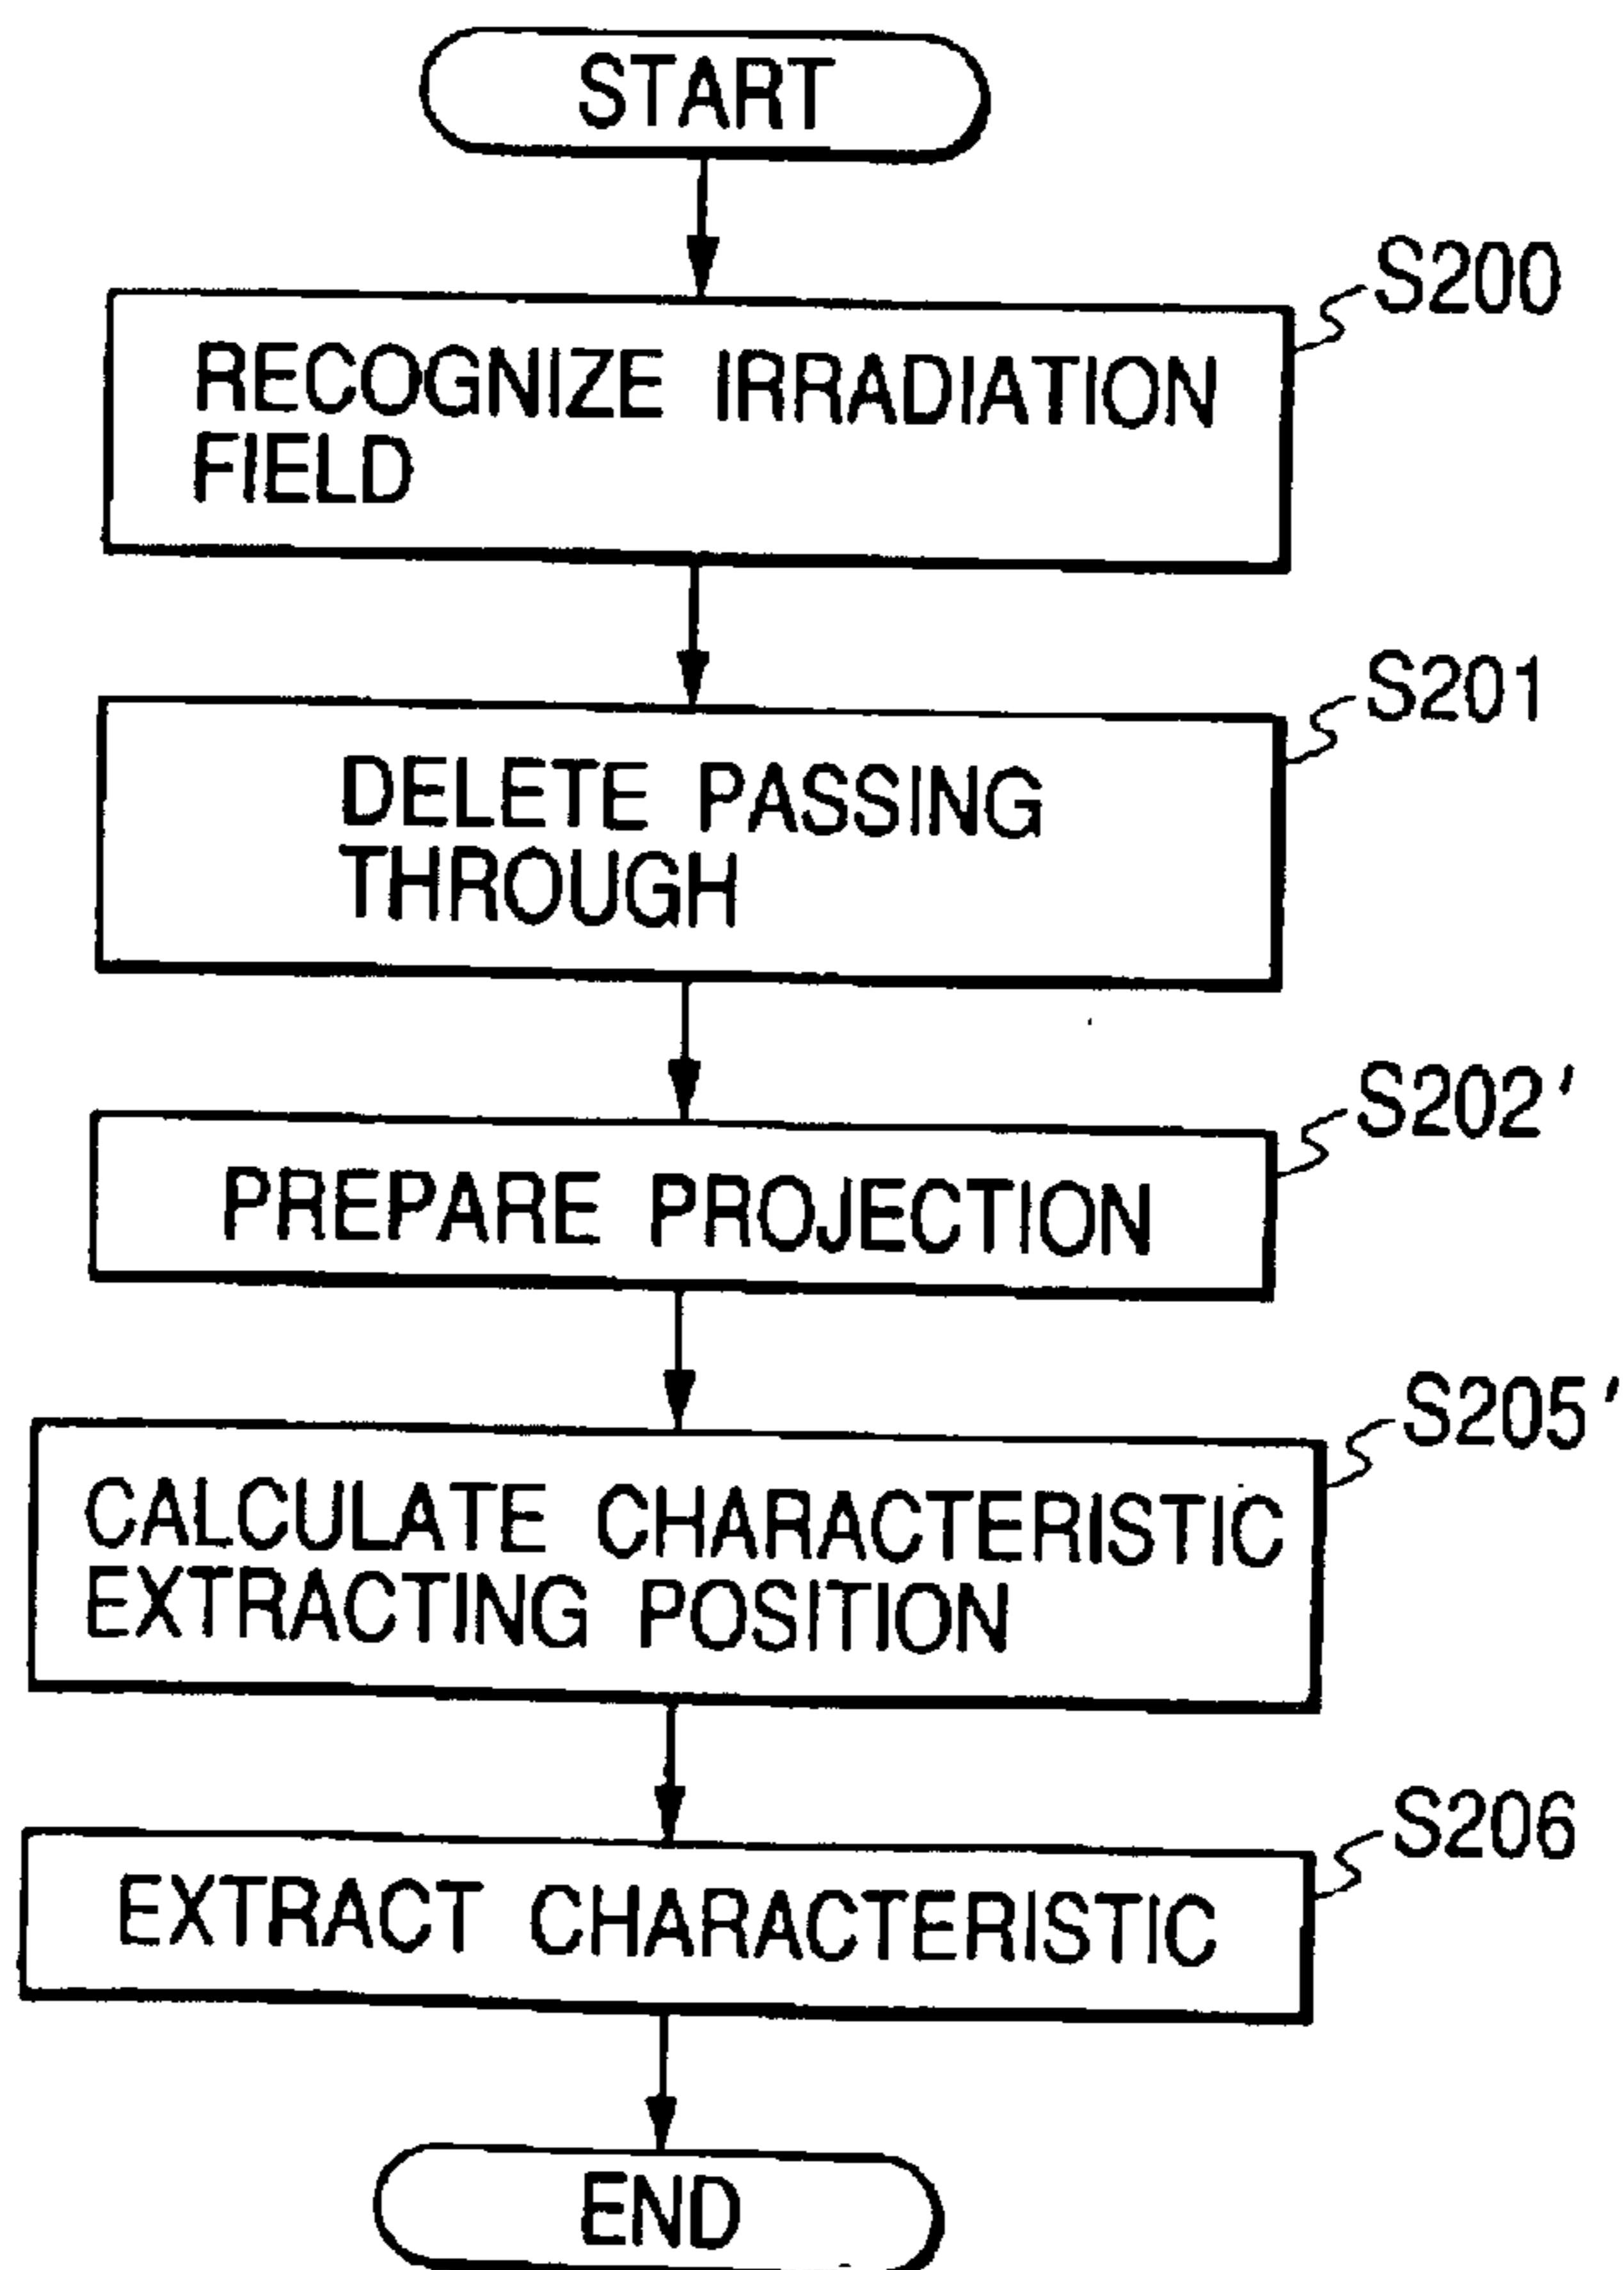 START
S200
RECOGNIZE IRRADIATION
FIELD
S201
DELETE PASSING
THROUGH
S202'
PREPARE PROJECTION
S205'
CALCULATE CHARACTERISTIC
EXTRACTING POSITION
S206
EXTRACT CHARACTERISTIC
END